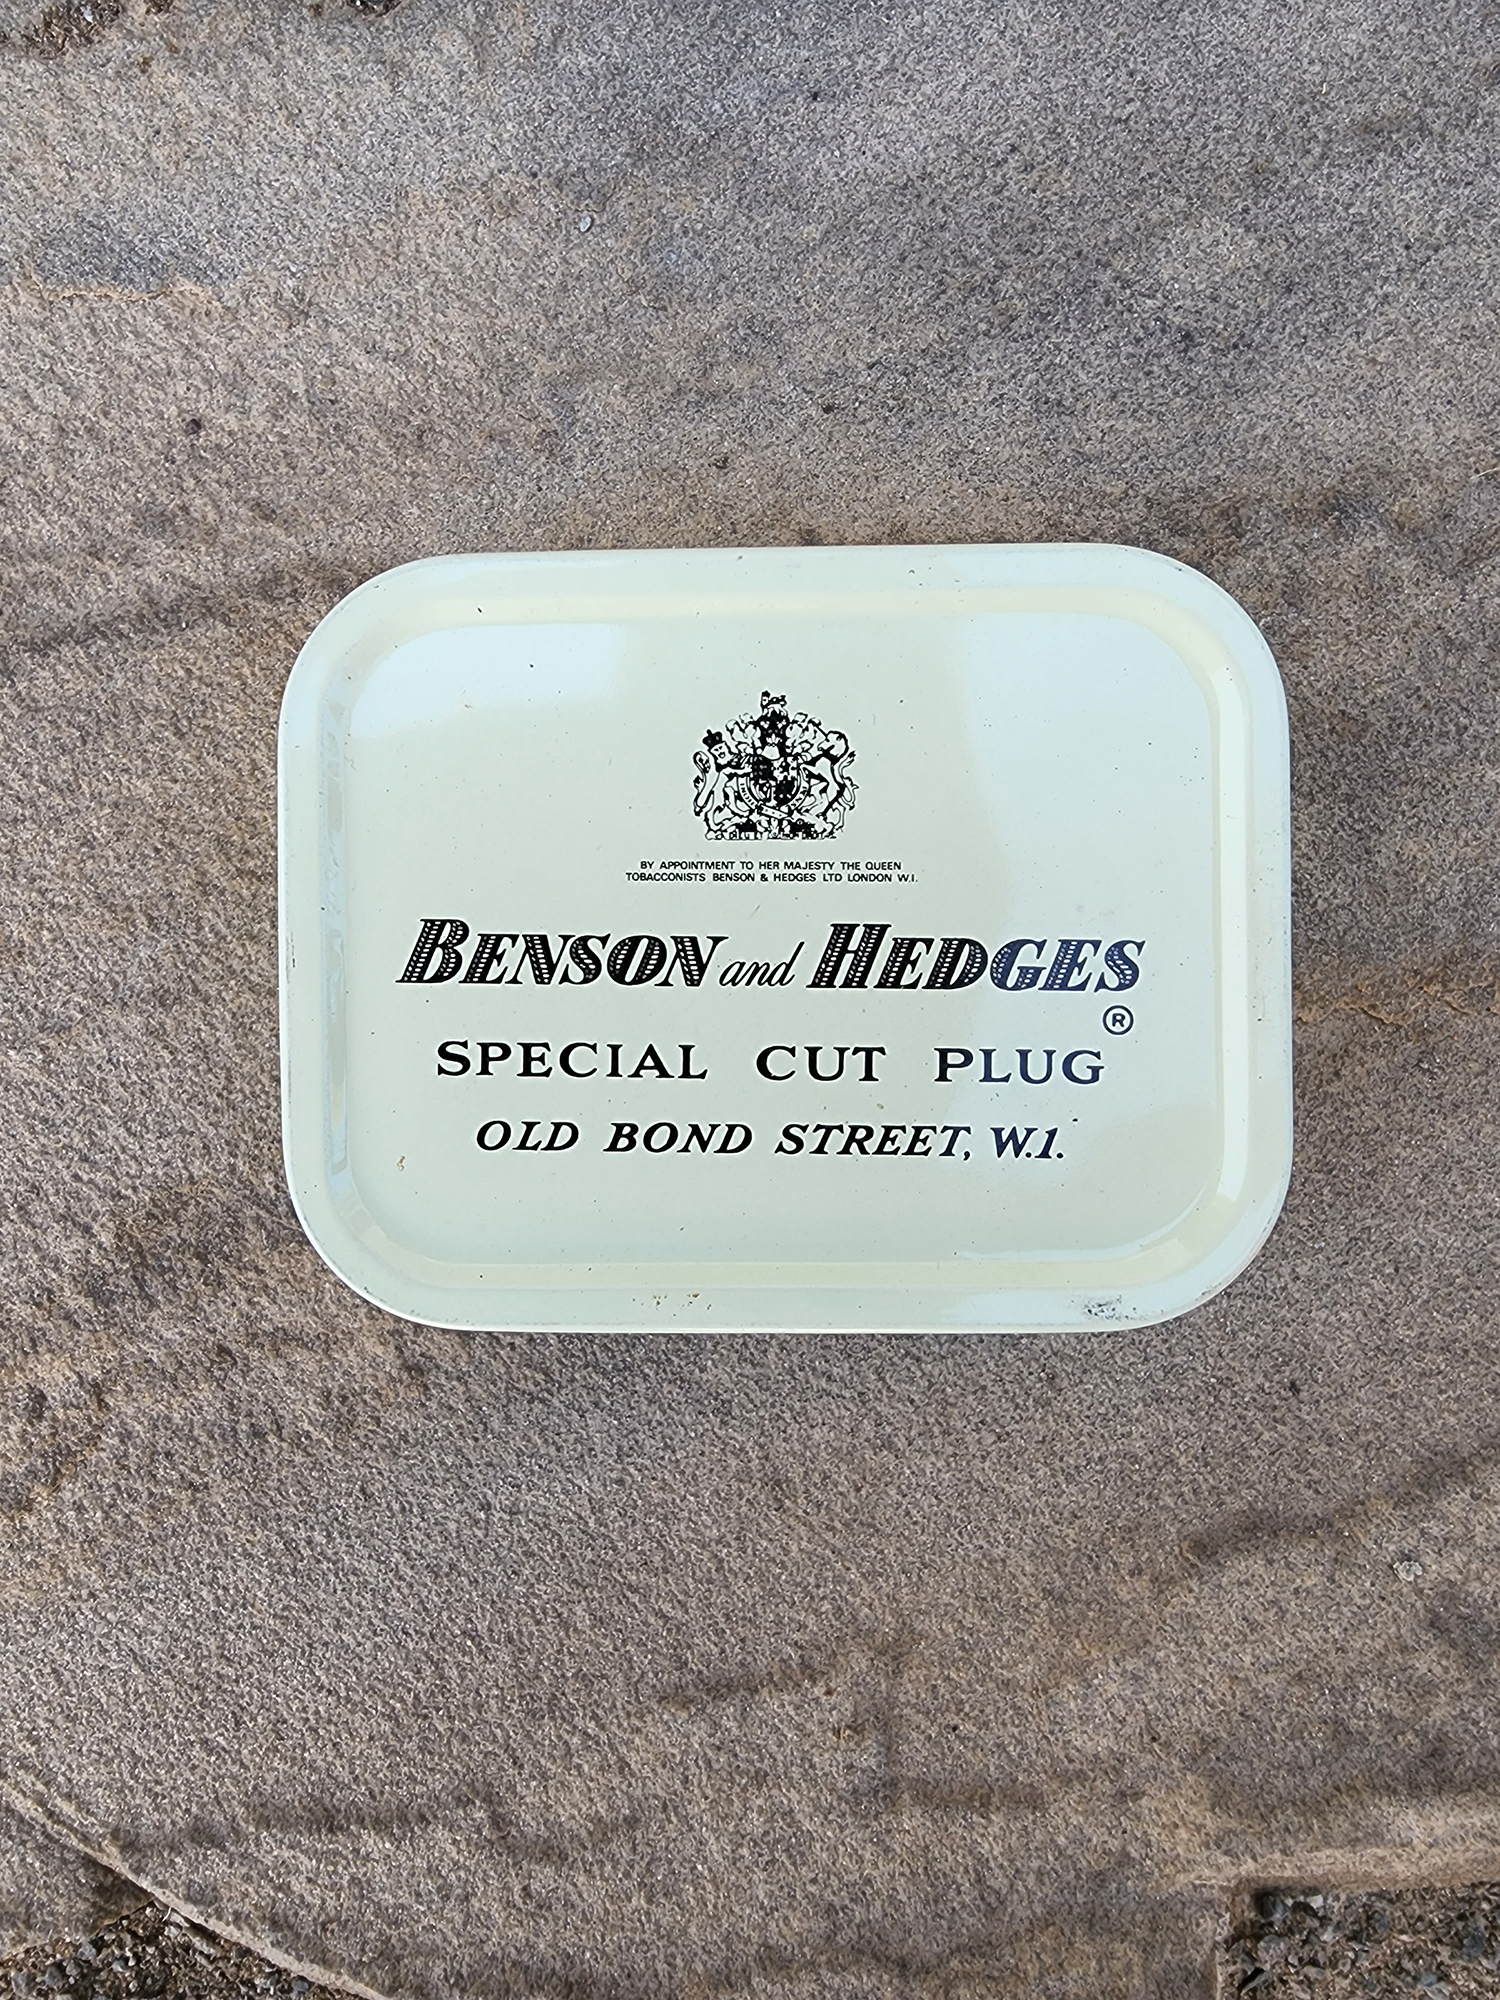 BY APPOINTMENT TO HER MAJESTY THE QUEEN
TOBACCONISTS BENSON & HEDGES LTD LONDON W.I.
BENSON and HEDGES
®
SPECIAL CUT PLUG
OLD BOND STREET, W.1.